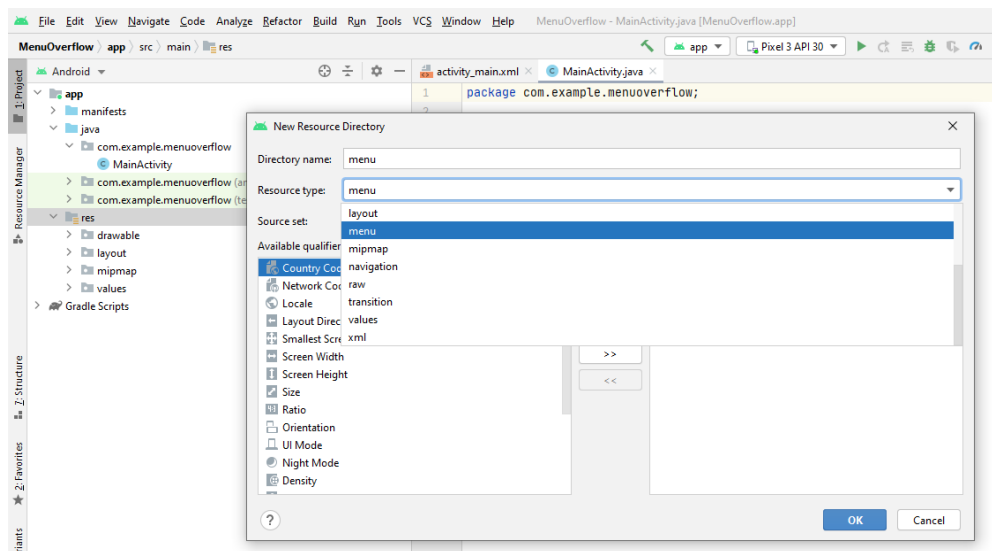 File Edit View Navigate Code Analyze Refactor Build Run Tools VCS Window Help MenuOverflow - MainActivity.java [MenuOverflow.app]
MenuOverflow app src main res app Pixel 3 API 30
1: Project
Android
activity_main.xml MainActivity.java
app
manifests
java
com.example.menuoverflow
MainActivity
com.example.menuoverflow
com.example.menuoverflow
res
drawable
layout
mipmap
values
Gradle Scripts
Resource Manager
7: Structure
2: Favorites
1 package com.example.menuoverflow;
2
New Resource Directory
Directory name: menu
Resource type: menu
Source set:
layout
menu
mipmap
navigation
raw
transition
values
xml
Available qualifier
Country Coc
Network Coc
Locale
Layout Direc
Smallest Scre
Screen Width
Screen Height
Size
Ratio
Orientation
UI Mode
Night Mode
Density
>>
<<
? OK Cancel